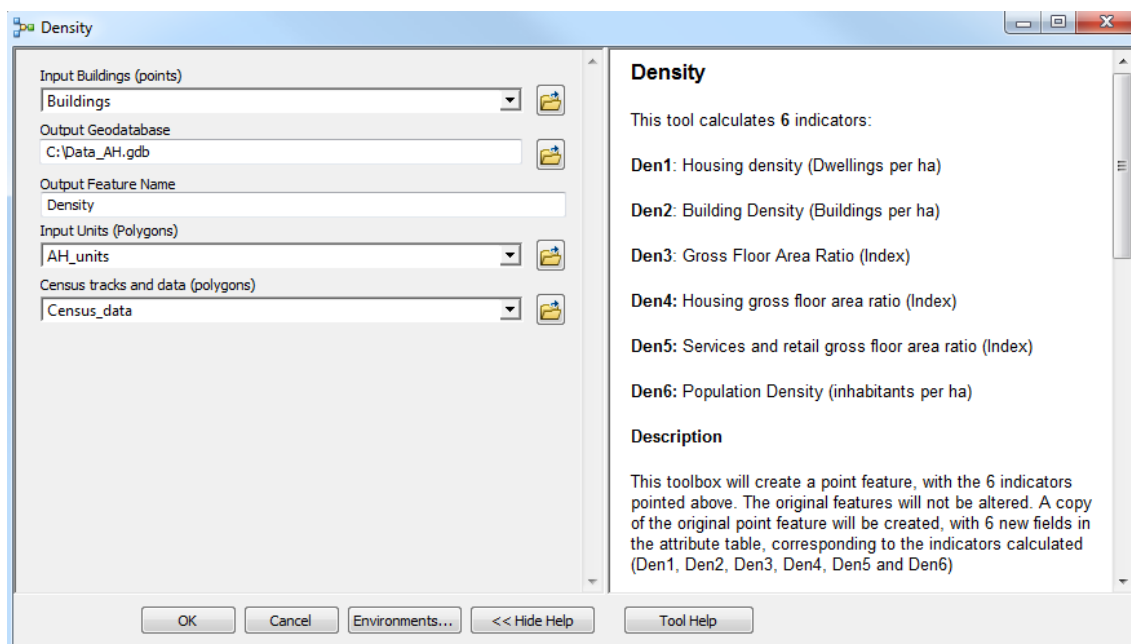 Density
Input Buildings (points)
Buildings
Output Geodatabase
C:\Data_AH.gdb
Output Feature Name
Density
Input Units (Polygons)
AH_units
Census tracks and data (polygons)
Census_data
Density
This tool calculates 6 indicators:
Den1: Housing density (Dwellings per ha)
Den2: Building Density (Buildings per ha)
Den3: Gross Floor Area Ratio (Index)
Den4: Housing gross floor area ratio (Index)
Den5: Services and retail gross floor area ratio (Index)
Den6: Population Density (inhabitants per ha)
Description
This toolbox will create a point feature, with the 6 indicators
pointed above. The original features will not be altered. A copy
of the original point feature will be created, with 6 new fields in
the attribute table, corresponding to the indicators calculated
(Den1, Den2, Den3, Den4, Den5 and Den6)
OK
Cancel
Environments...
<< Hide Help
Tool Help